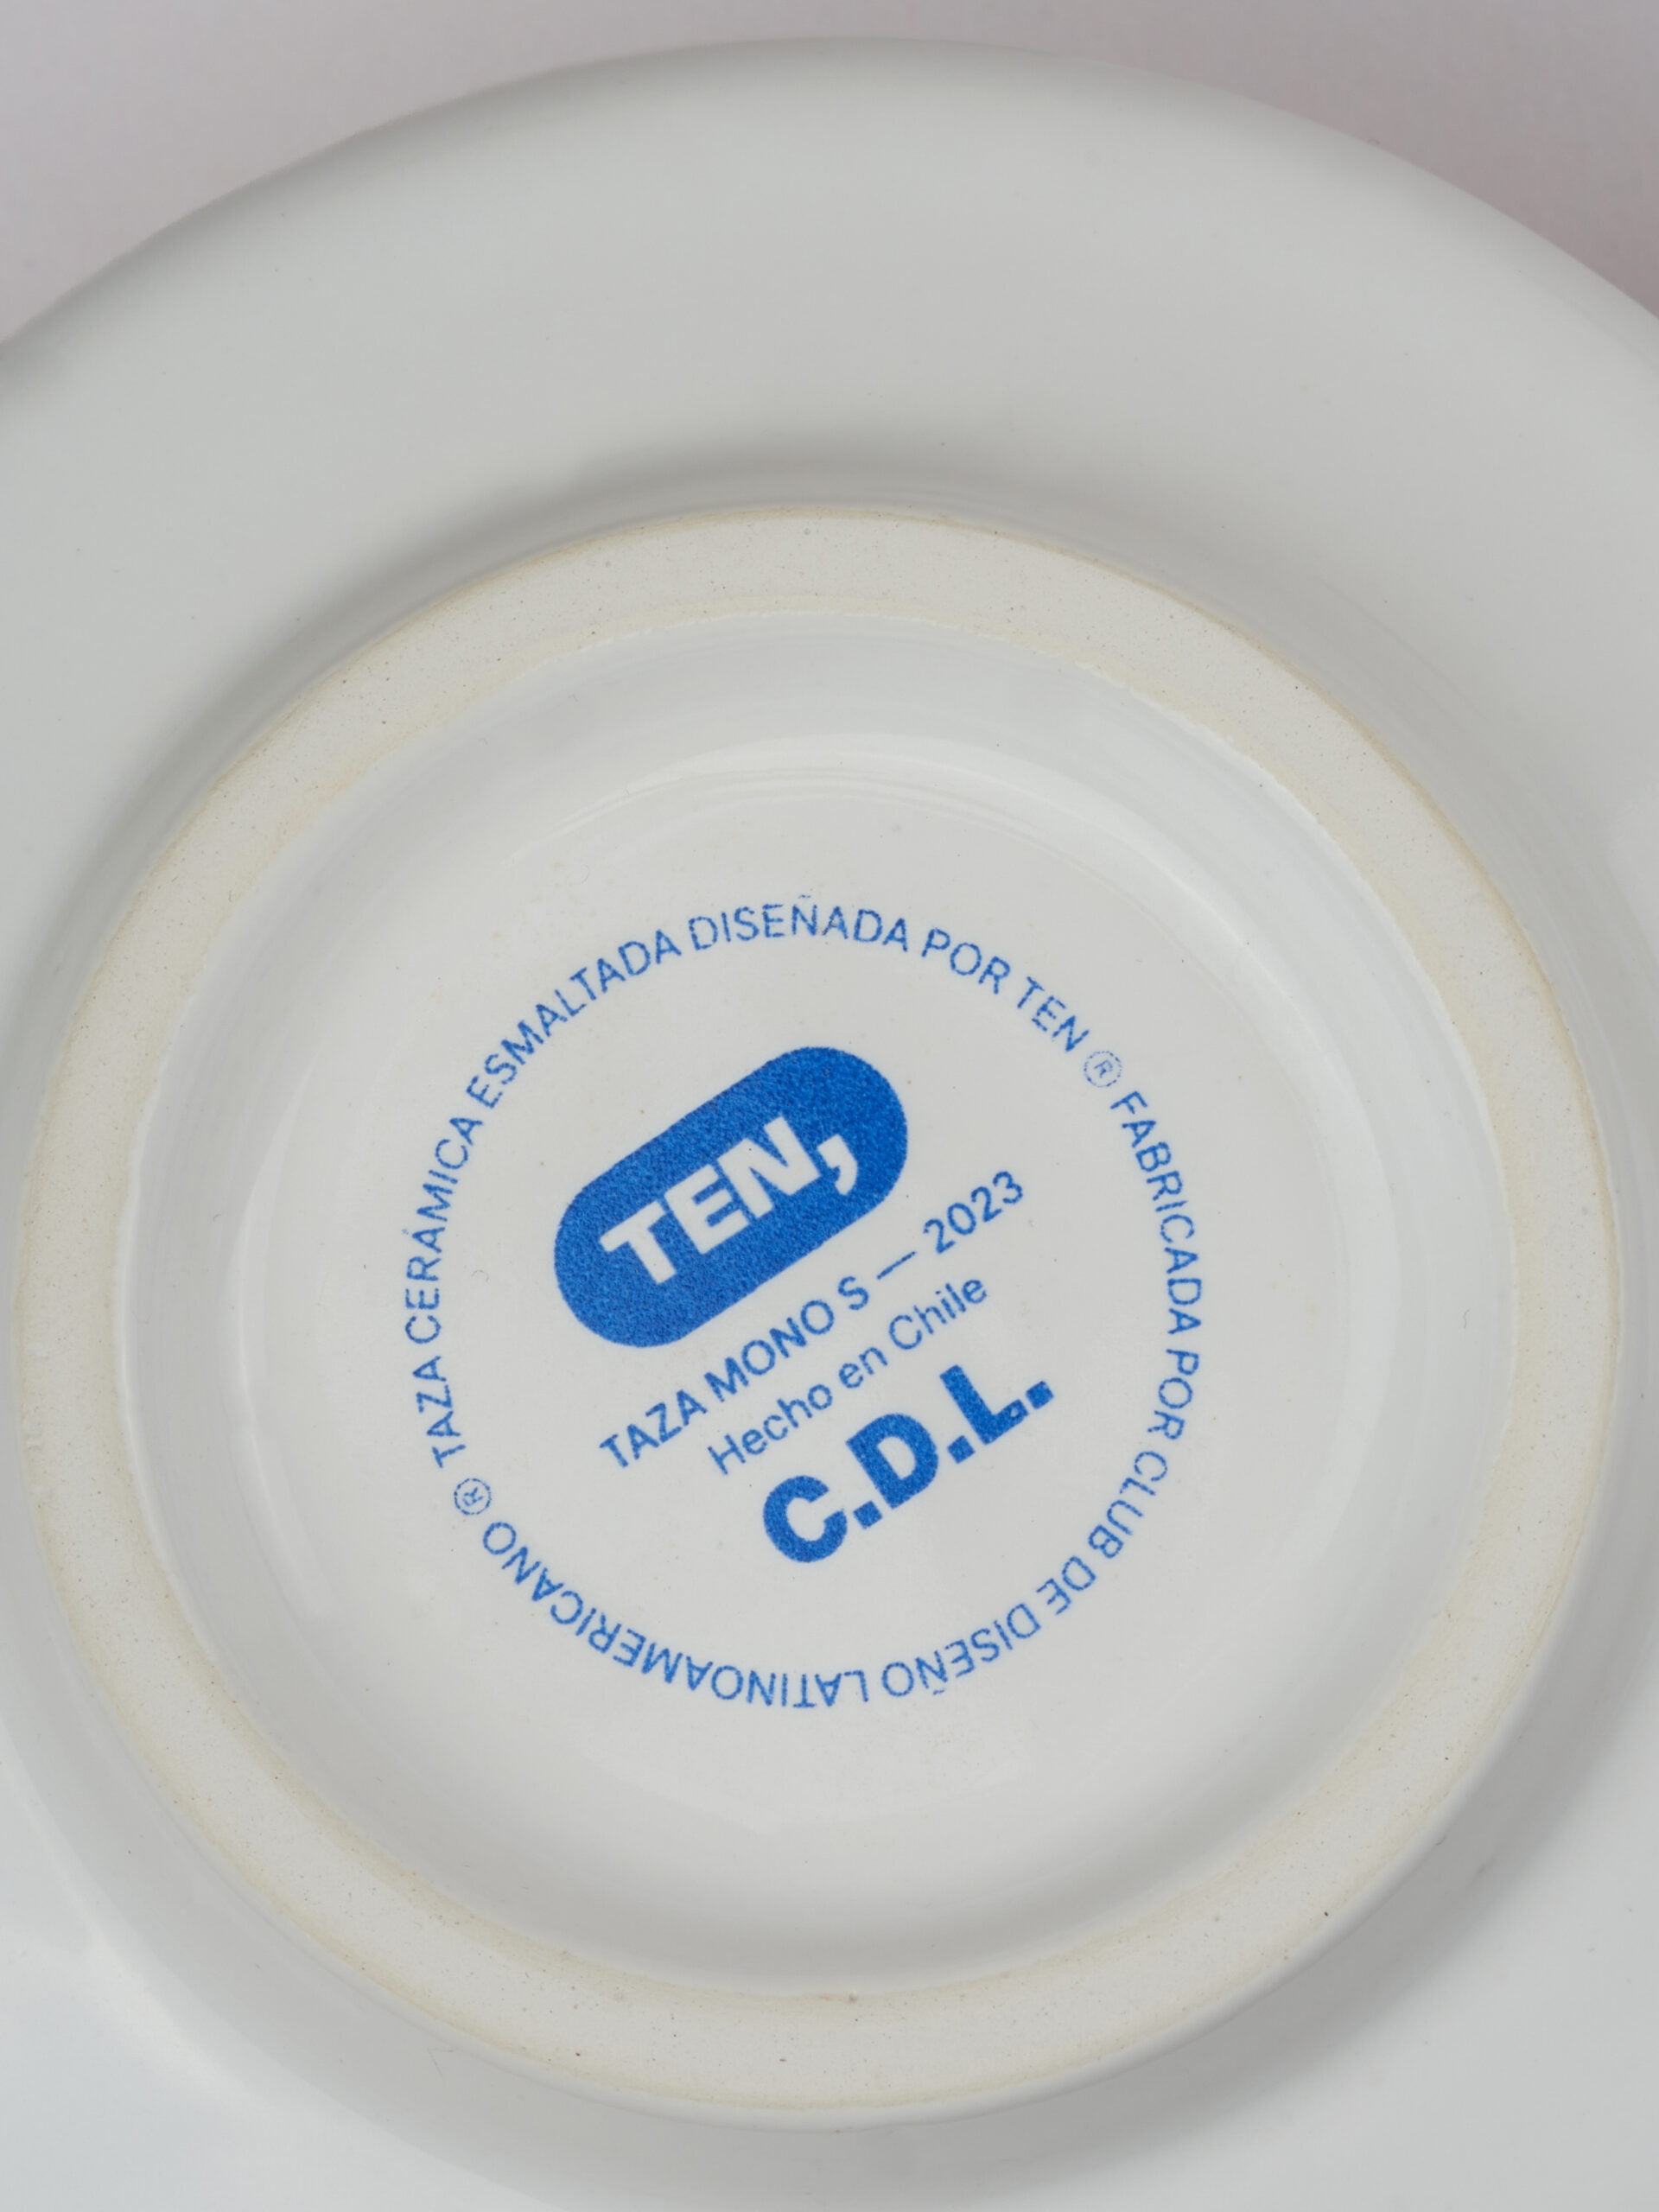 TEN,
TAZA MONO S — 2023
Hecho en Chile
C.D.L.
TAZA CERÁMICA ESMALTADA DISEÑADA POR TEN ® FABRICADA POR CLUB DE DISEÑO LATINOAMERICANO ®